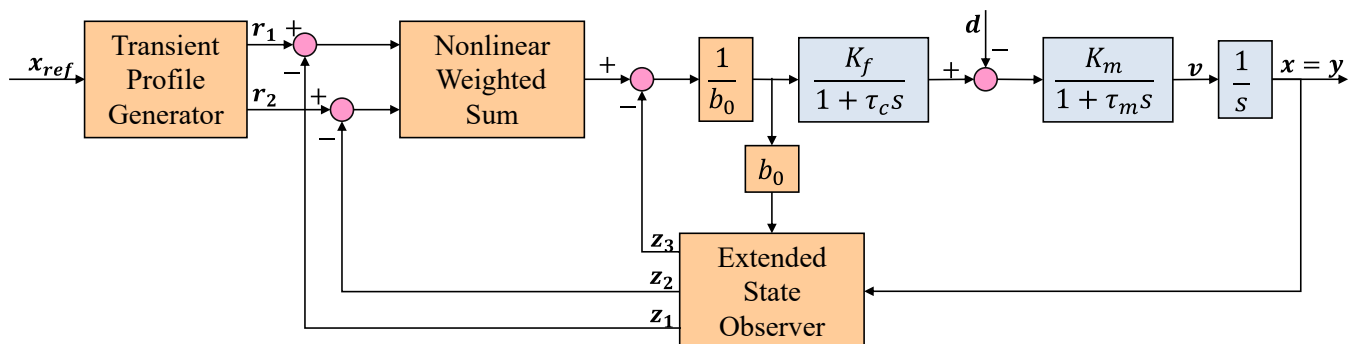 x_ref
Transient
Profile
Generator
r_1
+
−
r_2
+
−
Nonlinear
Weighted
Sum
+
−
1
b_0
K_f
1 + τ_c s
d
−
+
K_m
1 + τ_m s
v
1
s
x = y
b_0
z_3
z_2
z_1
Extended
State
Observer